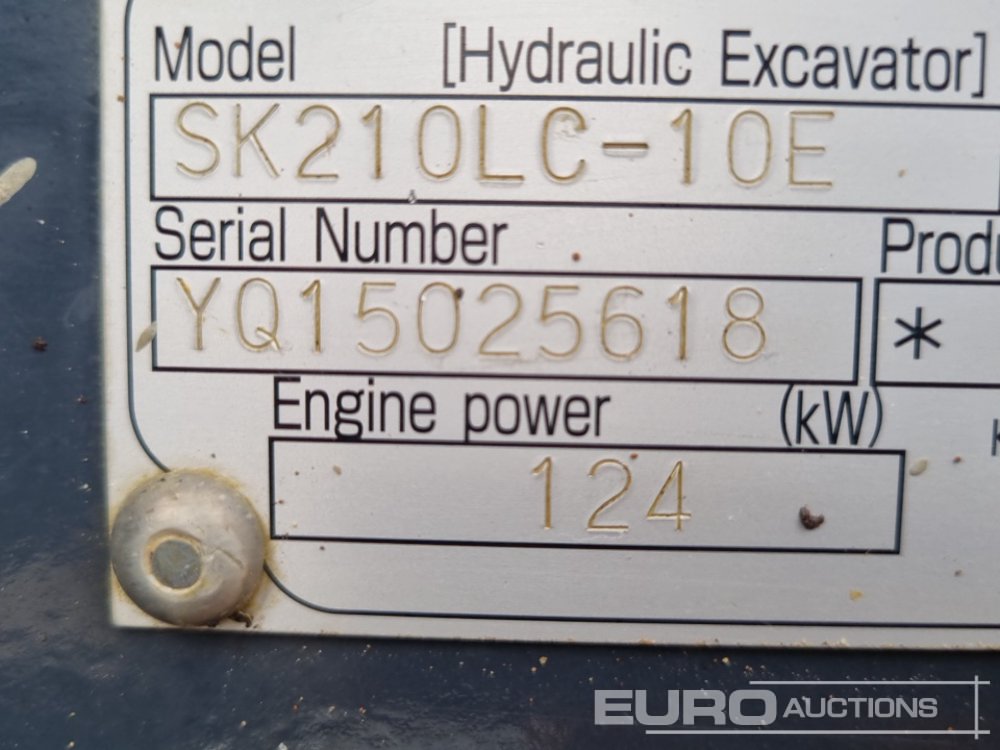 Model [Hydraulic Excavator]
SK210LC-10E
Serial Number
YQ15025618 *
Engine power (kW)
124
EURO AUCTIONS